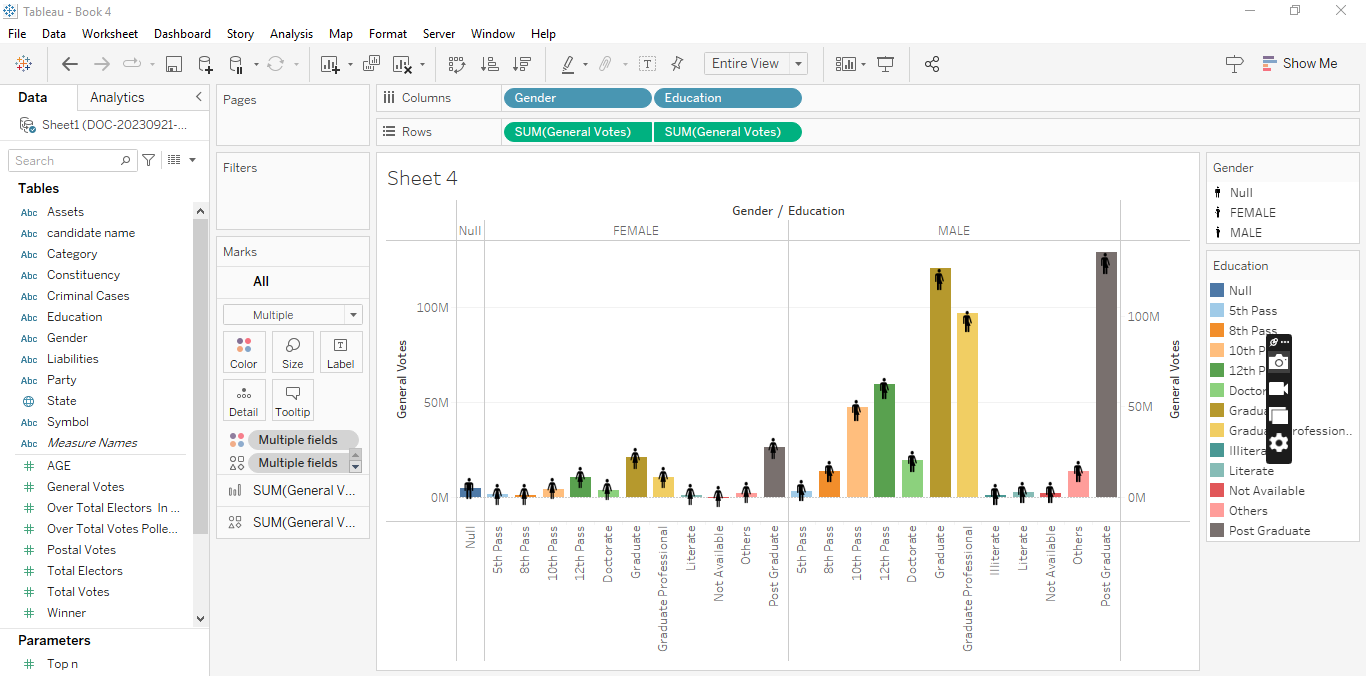 Tableau - Book 4
File Data Worksheet Dashboard Story Analysis Map Format Server Window Help
Entire View
Show Me
Data Analytics
Sheet1 (DOC-20230921-...
Search
Tables
Abc Assets
Abc candidate name
Abc Category
Abc Constituency
Abc Criminal Cases
Abc Education
Abc Gender
Abc Liabilities
Abc Party
State
Abc Symbol
Abc Measure Names
# AGE
# General Votes
# Over Total Electors In ...
# Over Total Votes Polle...
# Postal Votes
# Total Electors
# Total Votes
# Winner
Parameters
# Top n
Pages
Filters
Marks
All
Multiple
Color Size Label
Detail Tooltip
Multiple fields
Multiple fields
SUM(General V...
SUM(General V...
Columns Gender Education
Rows SUM(General Votes) SUM(General Votes)
Sheet 4
Gender / Education
Null FEMALE MALE
General Votes
100M
50M
0M
General Votes
100M
50M
0M
Null
5th Pass
8th Pass
10th Pass
12th Pass
Doctorate
Graduate
Graduate Professional
Literate
Not Available
Others
Post Graduate
5th Pass
8th Pass
10th Pass
12th Pass
Doctorate
Graduate
Graduate Professional
Illiterate
Literate
Not Available
Others
Post Graduate
Gender
Null
FEMALE
MALE
Education
Null
5th Pass
8th Pass
10th P
12th P
Doctor
Gradua
Gradua rofession..
Illitera
Literate
Not Available
Others
Post Graduate